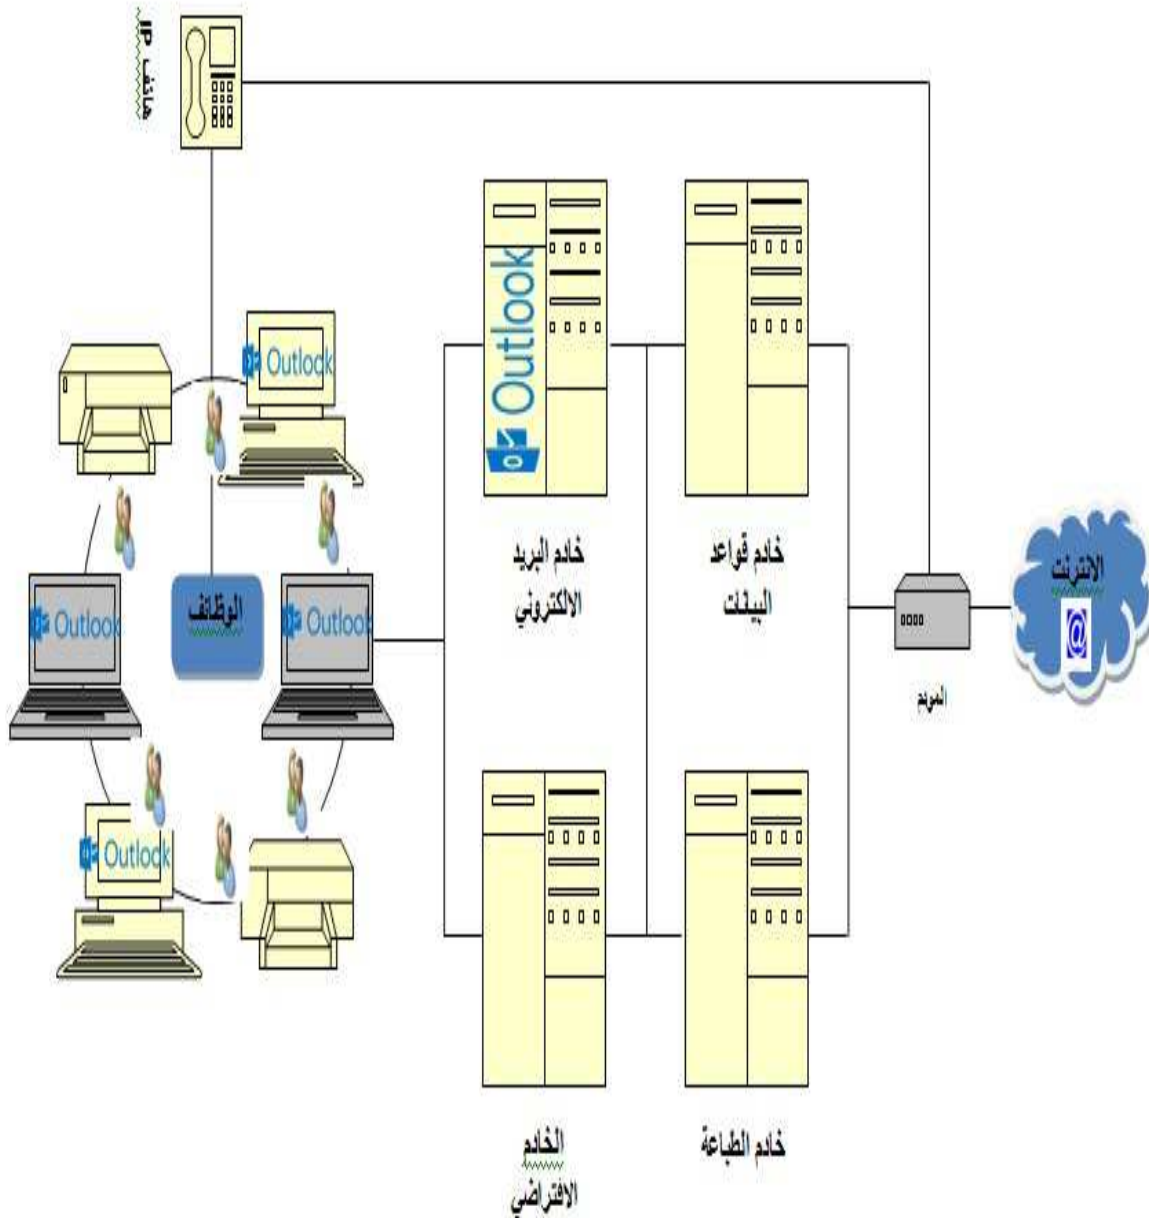 هاتف IP
Outlook
Outlook
Outlook
Outlook
Outlook
الوظائف
خادم البريد
الالكتروني
خادم قواعد
البيانات
الانترنت
@
المودم
الخادم
الافتراضي
خادم الطباعة